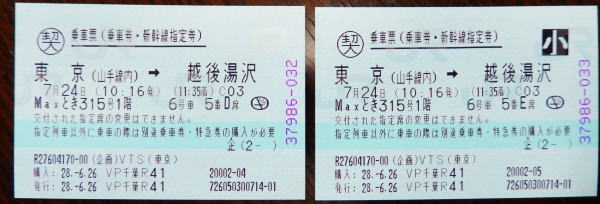 契 乗車票（乗車券・新幹線指定券）
東京（山手線内）→ 越後湯沢
7月24日（10:16発）（11:35着）C03
Maxとき315号1階 6号車 5番D席
交付された指定席の変更はできません。
指定列車以外に乗車の際は別途乗車券・特急券の購入が必要
企（2-）
R27604170-00（企画）VTS（東京）
購入：28.-6.26 VP千葉R41 20002-04
発行：28.-6.26 VP千葉R41 726050300714-01
37986-032
契 乗車票（乗車券・新幹線指定券） 小
東京（山手線内）→ 越後湯沢
7月24日（10:16発）（11:35着）C03
Maxとき315号1階 6号車 5番E席
交付された指定席の変更はできません。
指定列車以外に乗車の際は別途乗車券・特急券の購入が必要
企（2-）
R27604170-00（企画）VTS（東京）
購入：28.-6.26 VP千葉R41 20002-05
発行：28.-6.26 VP千葉R41 726050300714-01
37986-033